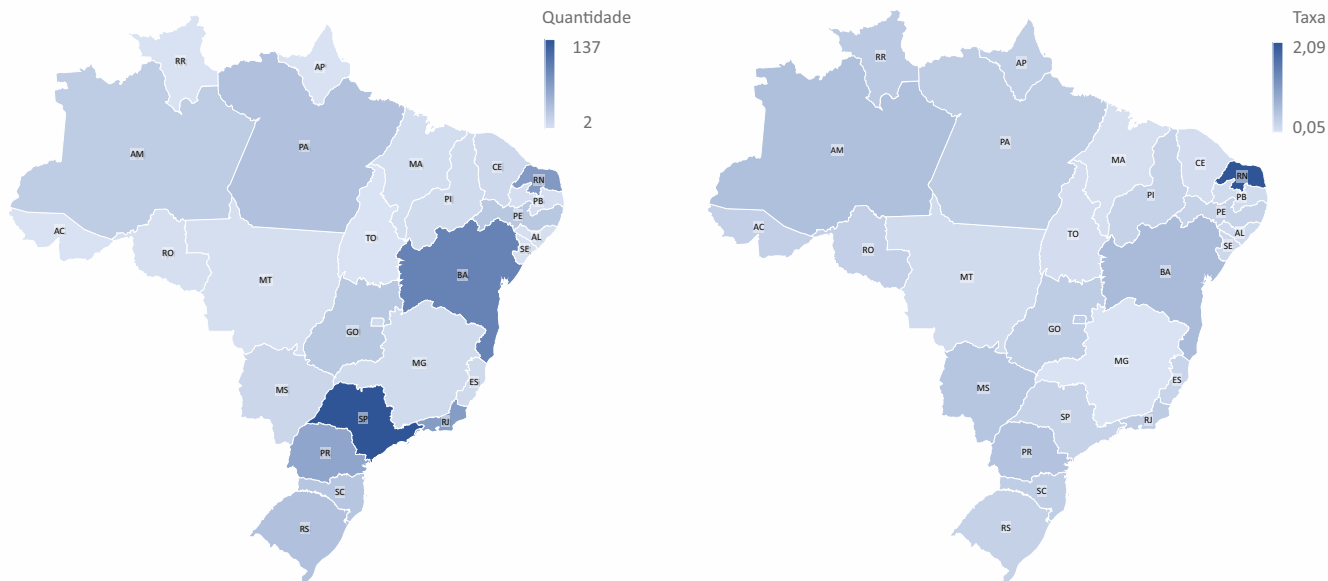 Quantidade
137
2
RR
AP
AM
PA
MA
CE
RN
PB
PI
PE
AL
SE
AC
RO
TO
BA
MT
GO
MG
ES
MS
SP
RJ
PR
SC
RS
Taxa
2,09
0,05
RR
AP
AM
PA
MA
CE
RN
PB
PI
PE
AL
SE
AC
RO
TO
BA
MT
GO
MG
ES
MS
SP
RJ
PR
SC
RS